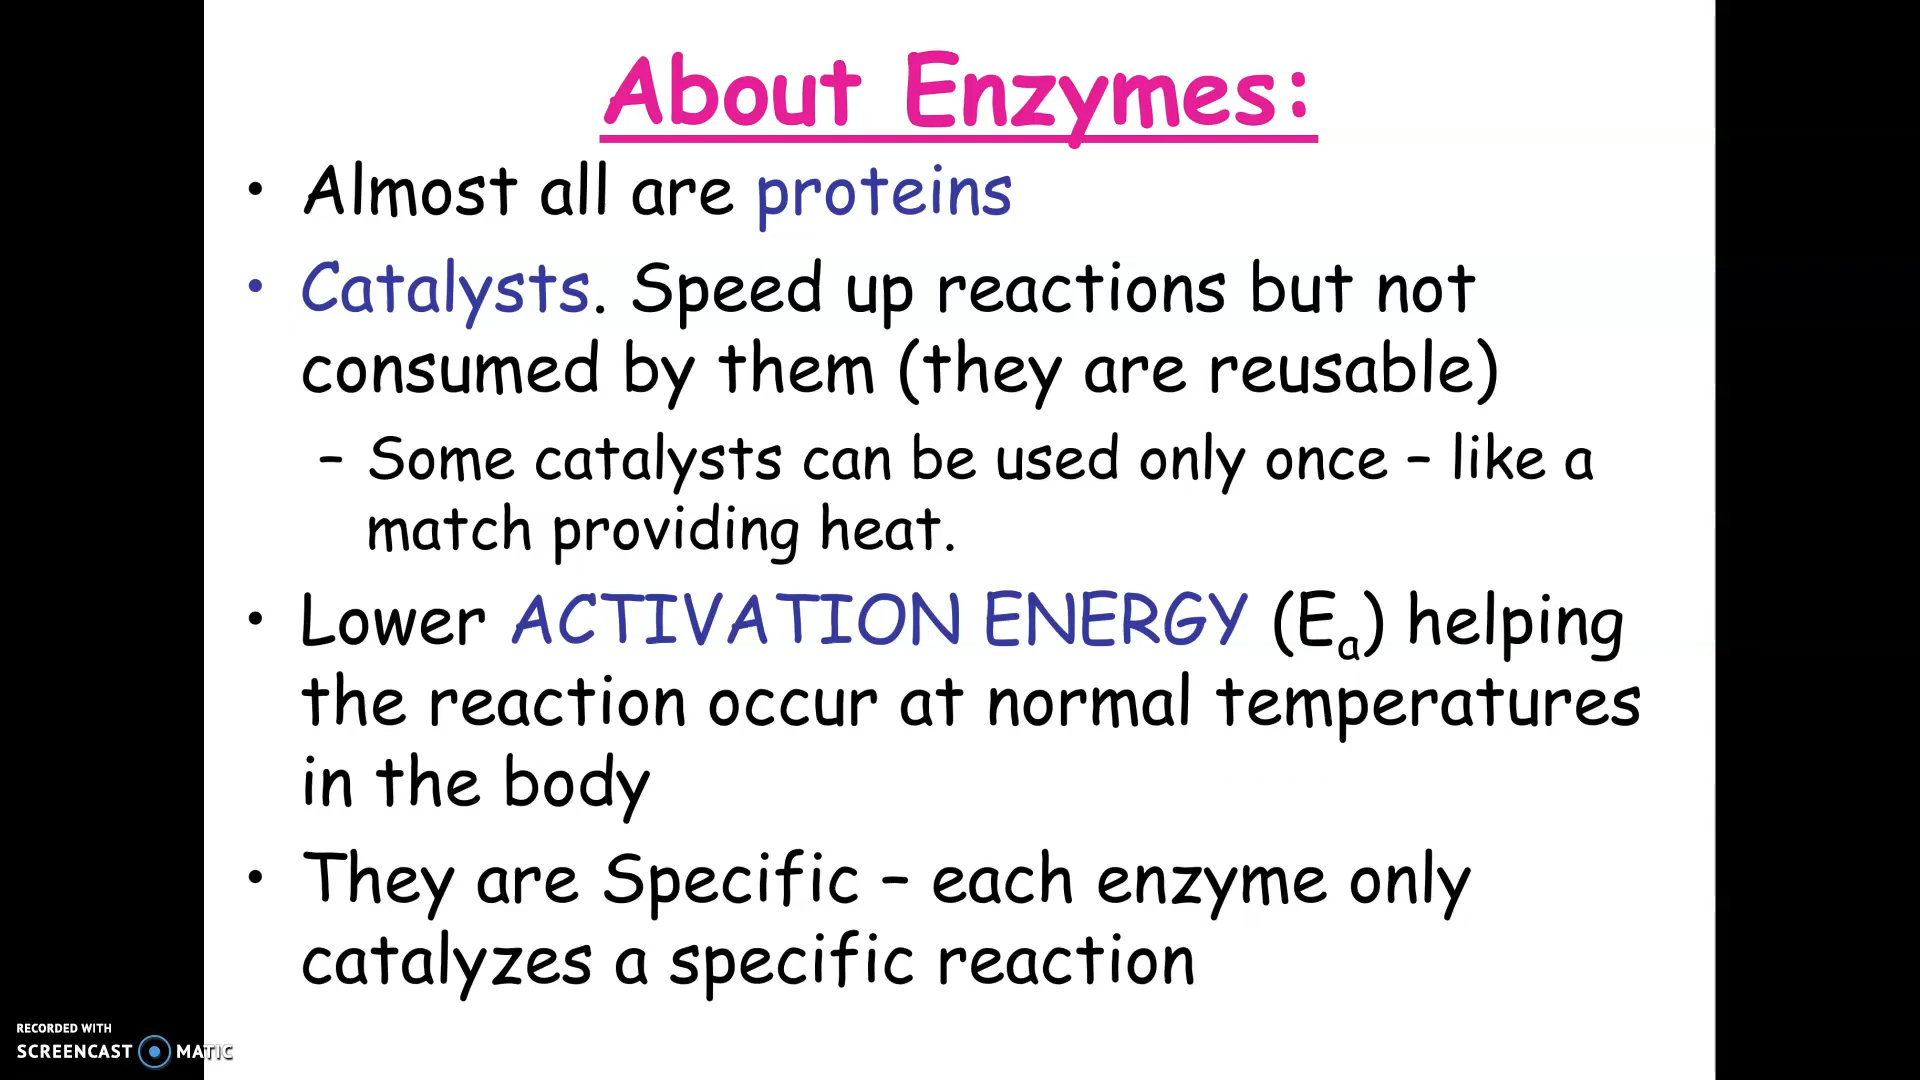 About Enzymes:
• Almost all are proteins
• Catalysts. Speed up reactions but not
consumed by them (they are reusable)
– Some catalysts can be used only once – like a
match providing heat.
• Lower ACTIVATION ENERGY (Ea) helping
the reaction occur at normal temperatures
in the body
• They are Specific – each enzyme only
catalyzes a specific reaction
RECORDED WITH
SCREENCAST MATIC